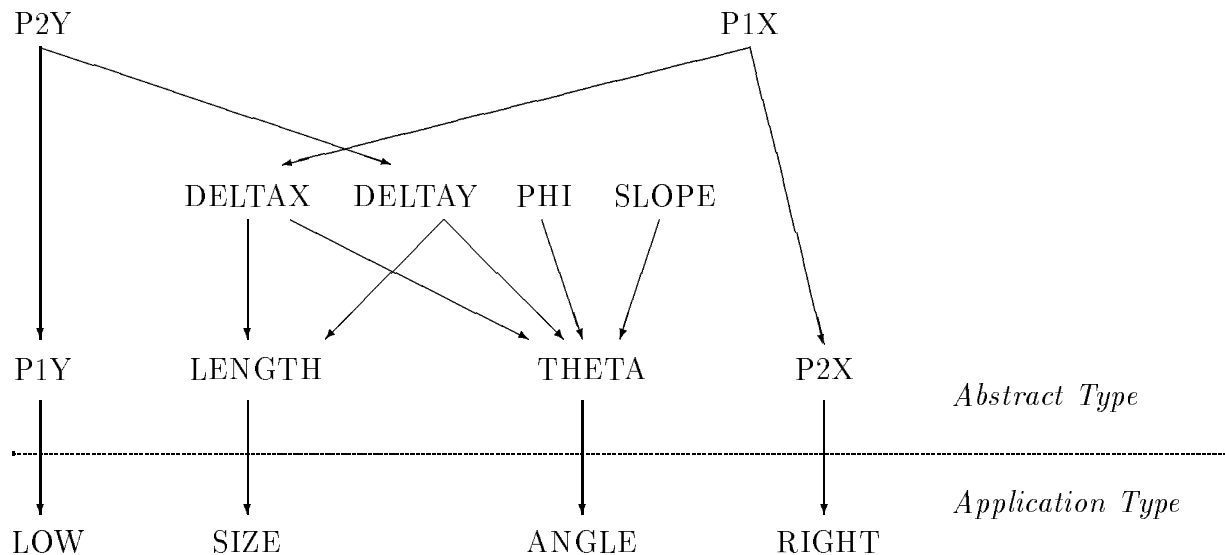 P2Y P1X
DELTAX DELTAY PHI SLOPE
P1Y LENGTH THETA P2X
Abstract Type
Application Type
LOW SIZE ANGLE RIGHT